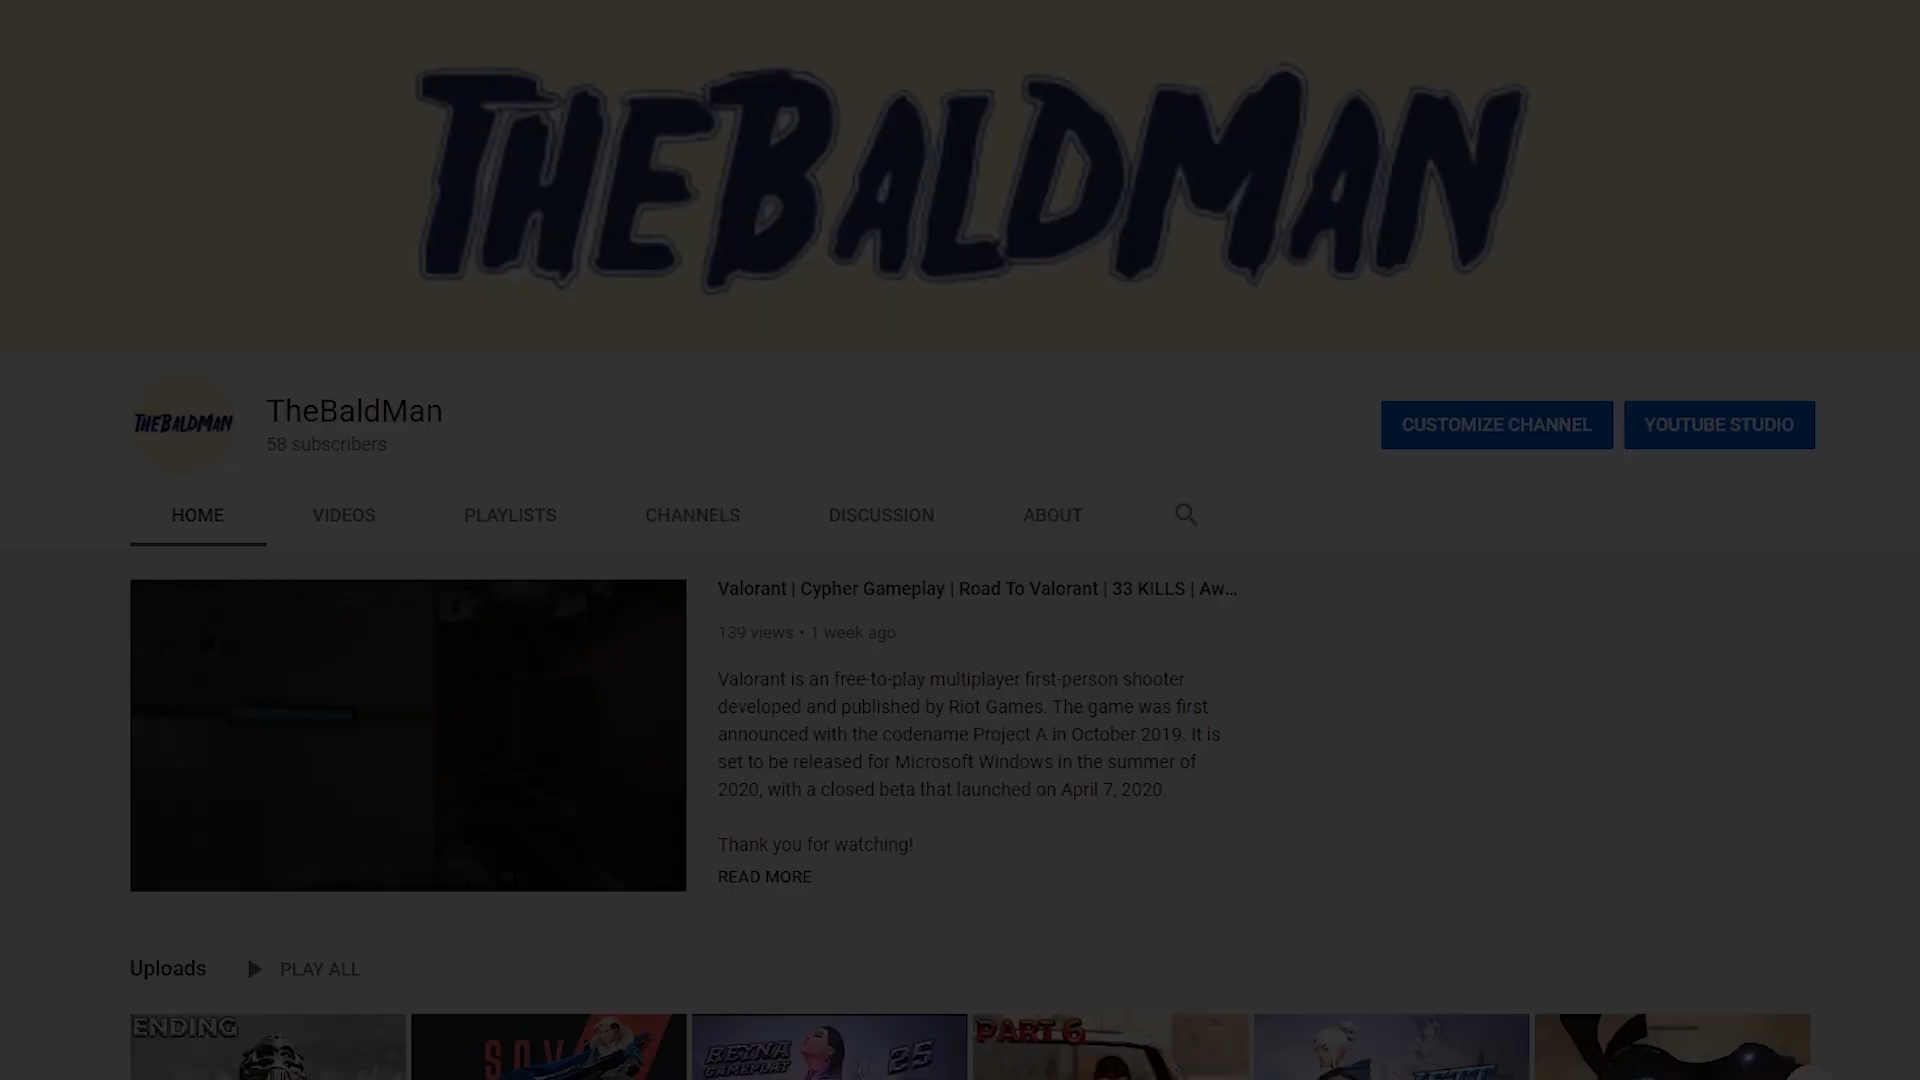 THEBALDMAN
THEBALDMAN
TheBaldMan
58 subscribers
CUSTOMIZE CHANNEL
YOUTUBE STUDIO
HOME
VIDEOS
PLAYLISTS
CHANNELS
DISCUSSION
ABOUT
Valorant | Cypher Gameplay | Road To Valorant | 33 KILLS | Aw...
139 views • 1 week ago
Valorant is an free-to-play multiplayer first-person shooter
developed and published by Riot Games. The game was first
announced with the codename Project A in October 2019. It is
set to be released for Microsoft Windows in the summer of
2020, with a closed beta that launched on April 7, 2020.
Thank you for watching!
READ MORE
Uploads
PLAY ALL
ENDING
REYNA
GAMEPLAY
25
PART 6